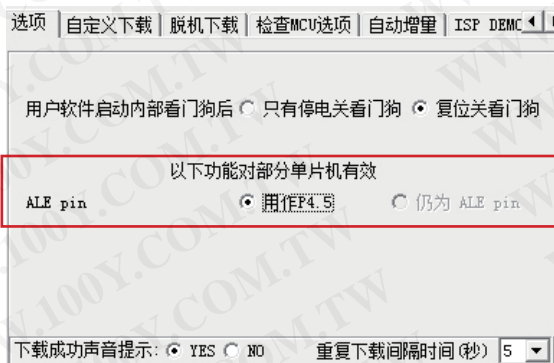 选项 自定义下载 脱机下载 检查MCU选项 自动增量 ISP DEMO
用户软件启动内部看门狗后 只有停电关看门狗 复位关看门狗
以下功能对部分单片机有效
ALE pin 用作P4.5 仍为 ALE pin
下载成功声音提示: YES NO 重复下载间隔时间(秒) 5
WWW.100Y.COM.TW